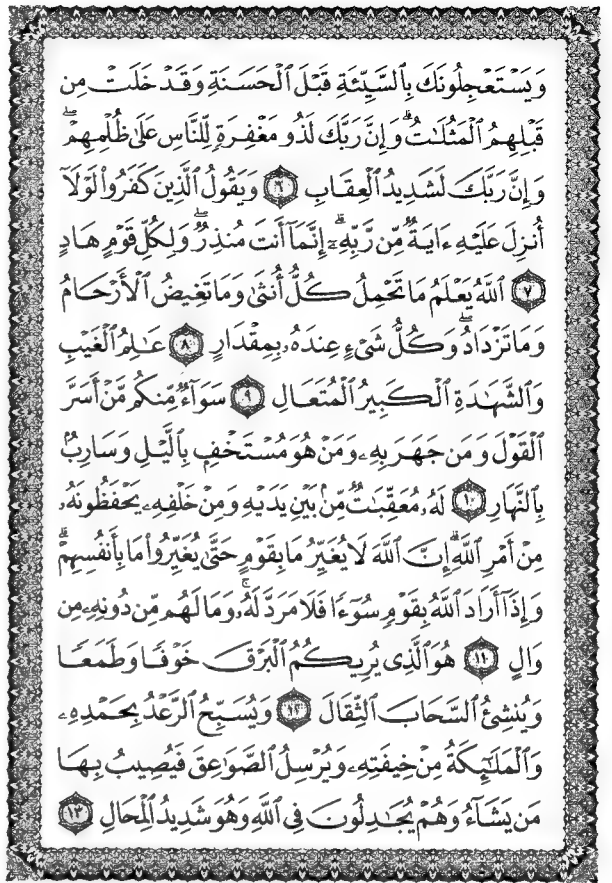 وَيَسْتَعْجِلُونَكَ بِالسَّيِّئَةِ قَبْلَ الْحَسَنَةِ وَقَدْ خَلَتْ مِن
قَبْلِهِمُ الْمَثُلَٰتُ ۗ وَإِنَّ رَبَّكَ لَذُو مَغْفِرَةٍ لِّلنَّاسِ عَلَىٰ ظُلْمِهِمْ ۖ
وَإِنَّ رَبَّكَ لَشَدِيدُ الْعِقَابِ ٦ وَيَقُولُ الَّذِينَ كَفَرُوا لَوْلَآ
أُنزِلَ عَلَيْهِ ءَايَةٌ مِّن رَّبِّهِۦٓ ۗ إِنَّمَآ أَنتَ مُنذِرٌ ۖ وَلِكُلِّ قَوْمٍ هَادٍ
٧ اللَّهُ يَعْلَمُ مَا تَحْمِلُ كُلُّ أُنثَىٰ وَمَا تَغِيضُ الْأَرْحَامُ
وَمَا تَزْدَادُ ۖ وَكُلُّ شَىْءٍ عِندَهُۥ بِمِقْدَارٍ ٨ عَٰلِمُ الْغَيْبِ
وَالشَّهَٰدَةِ الْكَبِيرُ الْمُتَعَالِ ٩ سَوَآءٌ مِّنكُم مَّنْ أَسَرَّ
الْقَوْلَ وَمَن جَهَرَ بِهِۦ وَمَنْ هُوَ مُسْتَخْفٍ بِالَّيْلِ وَسَارِبٌ
بِالنَّهَارِ ١٠ لَهُۥ مُعَقِّبَٰتٌ مِّنۢ بَيْنِ يَدَيْهِ وَمِنْ خَلْفِهِۦ يَحْفَظُونَهُۥ
مِنْ أَمْرِ اللَّهِ ۗ إِنَّ اللَّهَ لَا يُغَيِّرُ مَا بِقَوْمٍ حَتَّىٰ يُغَيِّرُوا مَا بِأَنفُسِهِمْ ۗ
وَإِذَآ أَرَادَ اللَّهُ بِقَوْمٍ سُوٓءًا فَلَا مَرَدَّ لَهُۥ ۚ وَمَا لَهُم مِّن دُونِهِۦ مِن
وَالٍ ١١ هُوَ الَّذِى يُرِيكُمُ الْبَرْقَ خَوْفًا وَطَمَعًا
وَيُنشِئُ السَّحَابَ الثِّقَالَ ١٢ وَيُسَبِّحُ الرَّعْدُ بِحَمْدِهِۦ
وَالْمَلَٰٓئِكَةُ مِنْ خِيفَتِهِۦ وَيُرْسِلُ الصَّوَٰعِقَ فَيُصِيبُ بِهَا
مَن يَشَآءُ وَهُمْ يُجَٰدِلُونَ فِى اللَّهِ وَهُوَ شَدِيدُ الْمِحَالِ ١٣